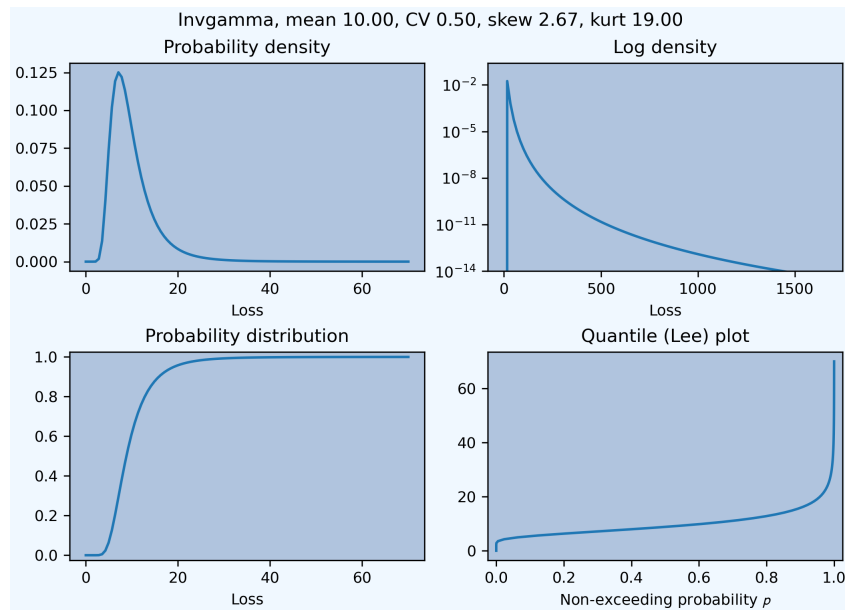 Invgamma, mean 10.00, CV 0.50, skew 2.67, kurt 19.00
Probability density
0.125
0.100
0.075
0.050
0.025
0.000
0 20 40 60
Loss
Log density
10⁻²
10⁻⁵
10⁻⁸
10⁻¹¹
10⁻¹⁴
0 500 1000 1500
Loss
Probability distribution
1.0
0.8
0.6
0.4
0.2
0.0
0 20 40 60
Loss
Quantile (Lee) plot
60
40
20
0
0.0 0.2 0.4 0.6 0.8 1.0
Non-exceeding probability p